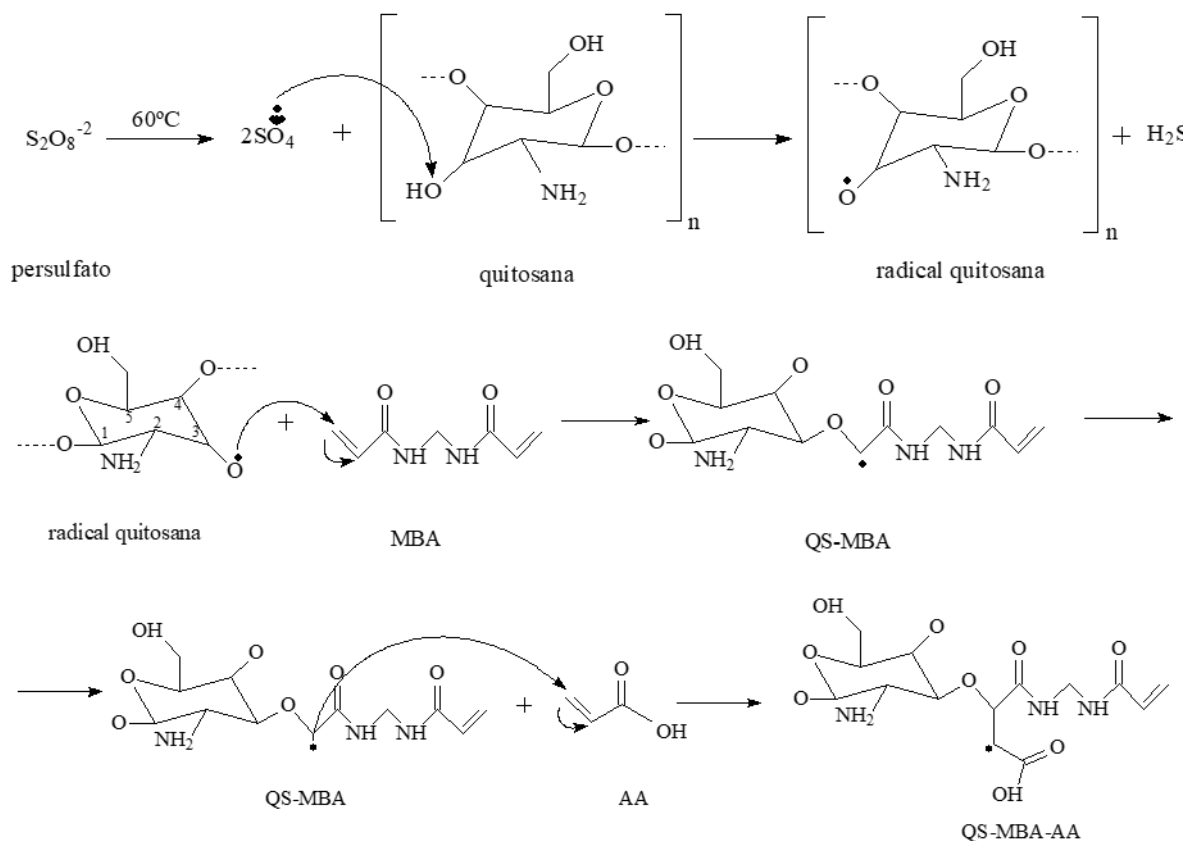 S₂O₈⁻² 60ºC 2SO₄ + HO O OH O O NH₂ n O OH O O NH₂ O n + H₂S
persulfato quitosana radical quitosana
OH O O O NH₂ O 1 2 3 4 5 + O NH NH O OH O O O NH₂ O O NH NH O
radical quitosana MBA QS-MBA
OH O O O NH₂ O O NH NH O + O OH OH O O O NH₂ O O NH NH O O OH
QS-MBA AA QS-MBA-AA